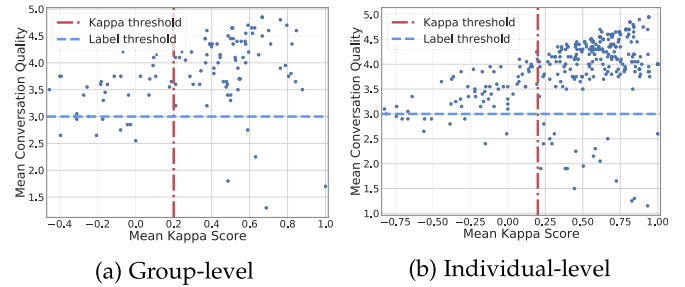 5.0
4.5
4.0
3.5
3.0
2.5
2.0
1.5
Mean Conversation Quality
Kappa threshold
Label threshold
−0.4 −0.2 0.0 0.2 0.4 0.6 0.8 1.0
Mean Kappa Score
(a) Group-level
5.0
4.5
4.0
3.5
3.0
2.5
2.0
1.5
1.0
Mean Conversation Quality
Kappa threshold
Label threshold
−0.75 −0.50 −0.25 0.00 0.25 0.50 0.75 1.00
Mean Kappa Score
(b) Individual-level